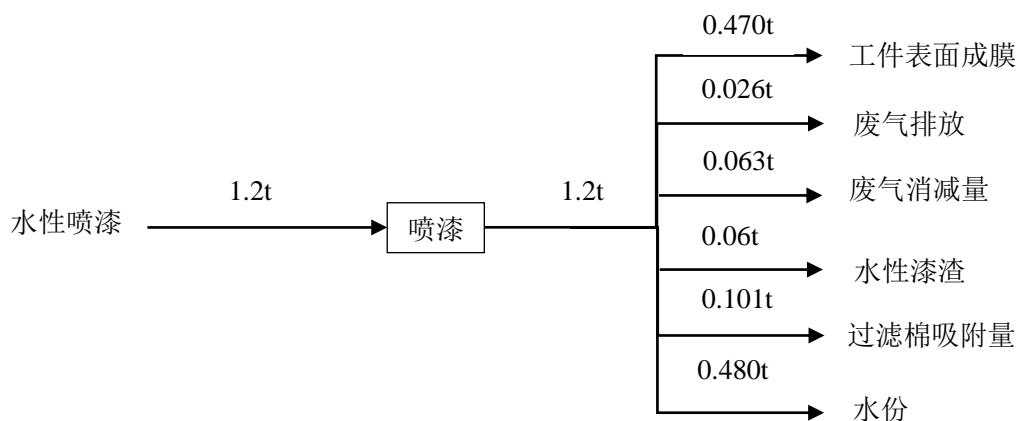 0.470t
工件表面成膜
0.026t
废气排放
0.063t
废气消减量
水性喷漆
1.2t
喷漆
1.2t
0.06t
水性漆渣
0.101t
过滤棉吸附量
0.480t
水份